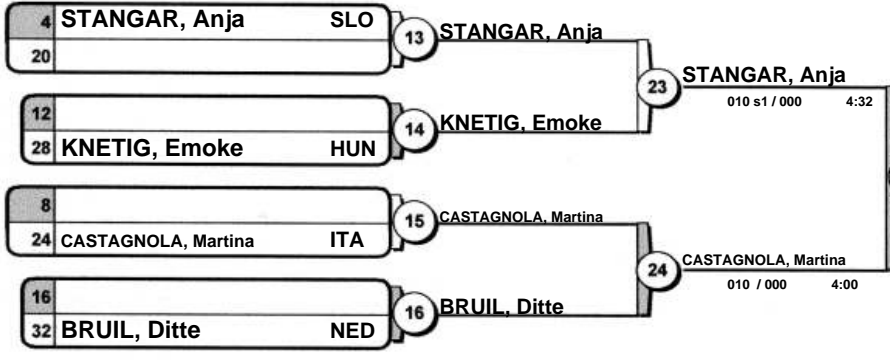 4 STANGAR, Anja SLO
20
13 STANGAR, Anja
23 STANGAR, Anja
010 s1 / 000 4:32
12
28 KNETIG, Emoke HUN
14 KNETIG, Emoke
8
24 CASTAGNOLA, Martina ITA
15 CASTAGNOLA, Martina
24 CASTAGNOLA, Martina
010 / 000 4:00
16
32 BRUIL, Ditte NED
16 BRUIL, Ditte